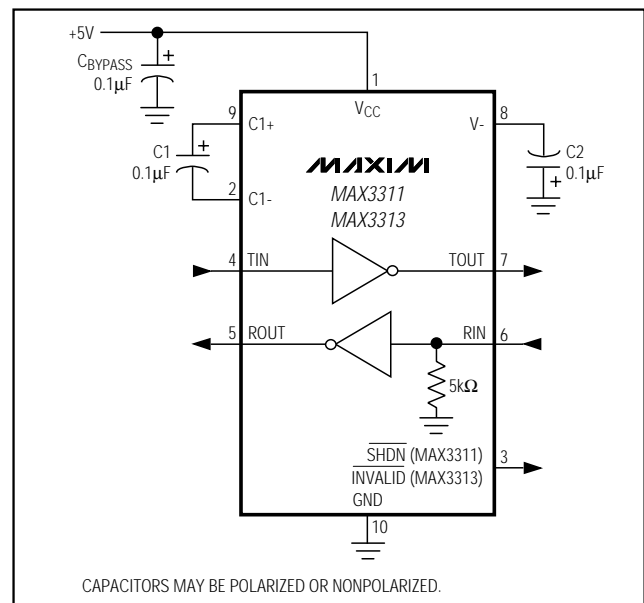 +5V
CBYPASS
0.1µF
1
VCC
9
C1+
V-
8
C1
0.1µF
C2
0.1µF
2
C1-
MAXIM
MAX3311
MAX3313
4
TIN
TOUT
7
5
ROUT
RIN
6
5kΩ
SHDN (MAX3311)
3
INVALID (MAX3313)
GND
10
CAPACITORS MAY BE POLARIZED OR NONPOLARIZED.